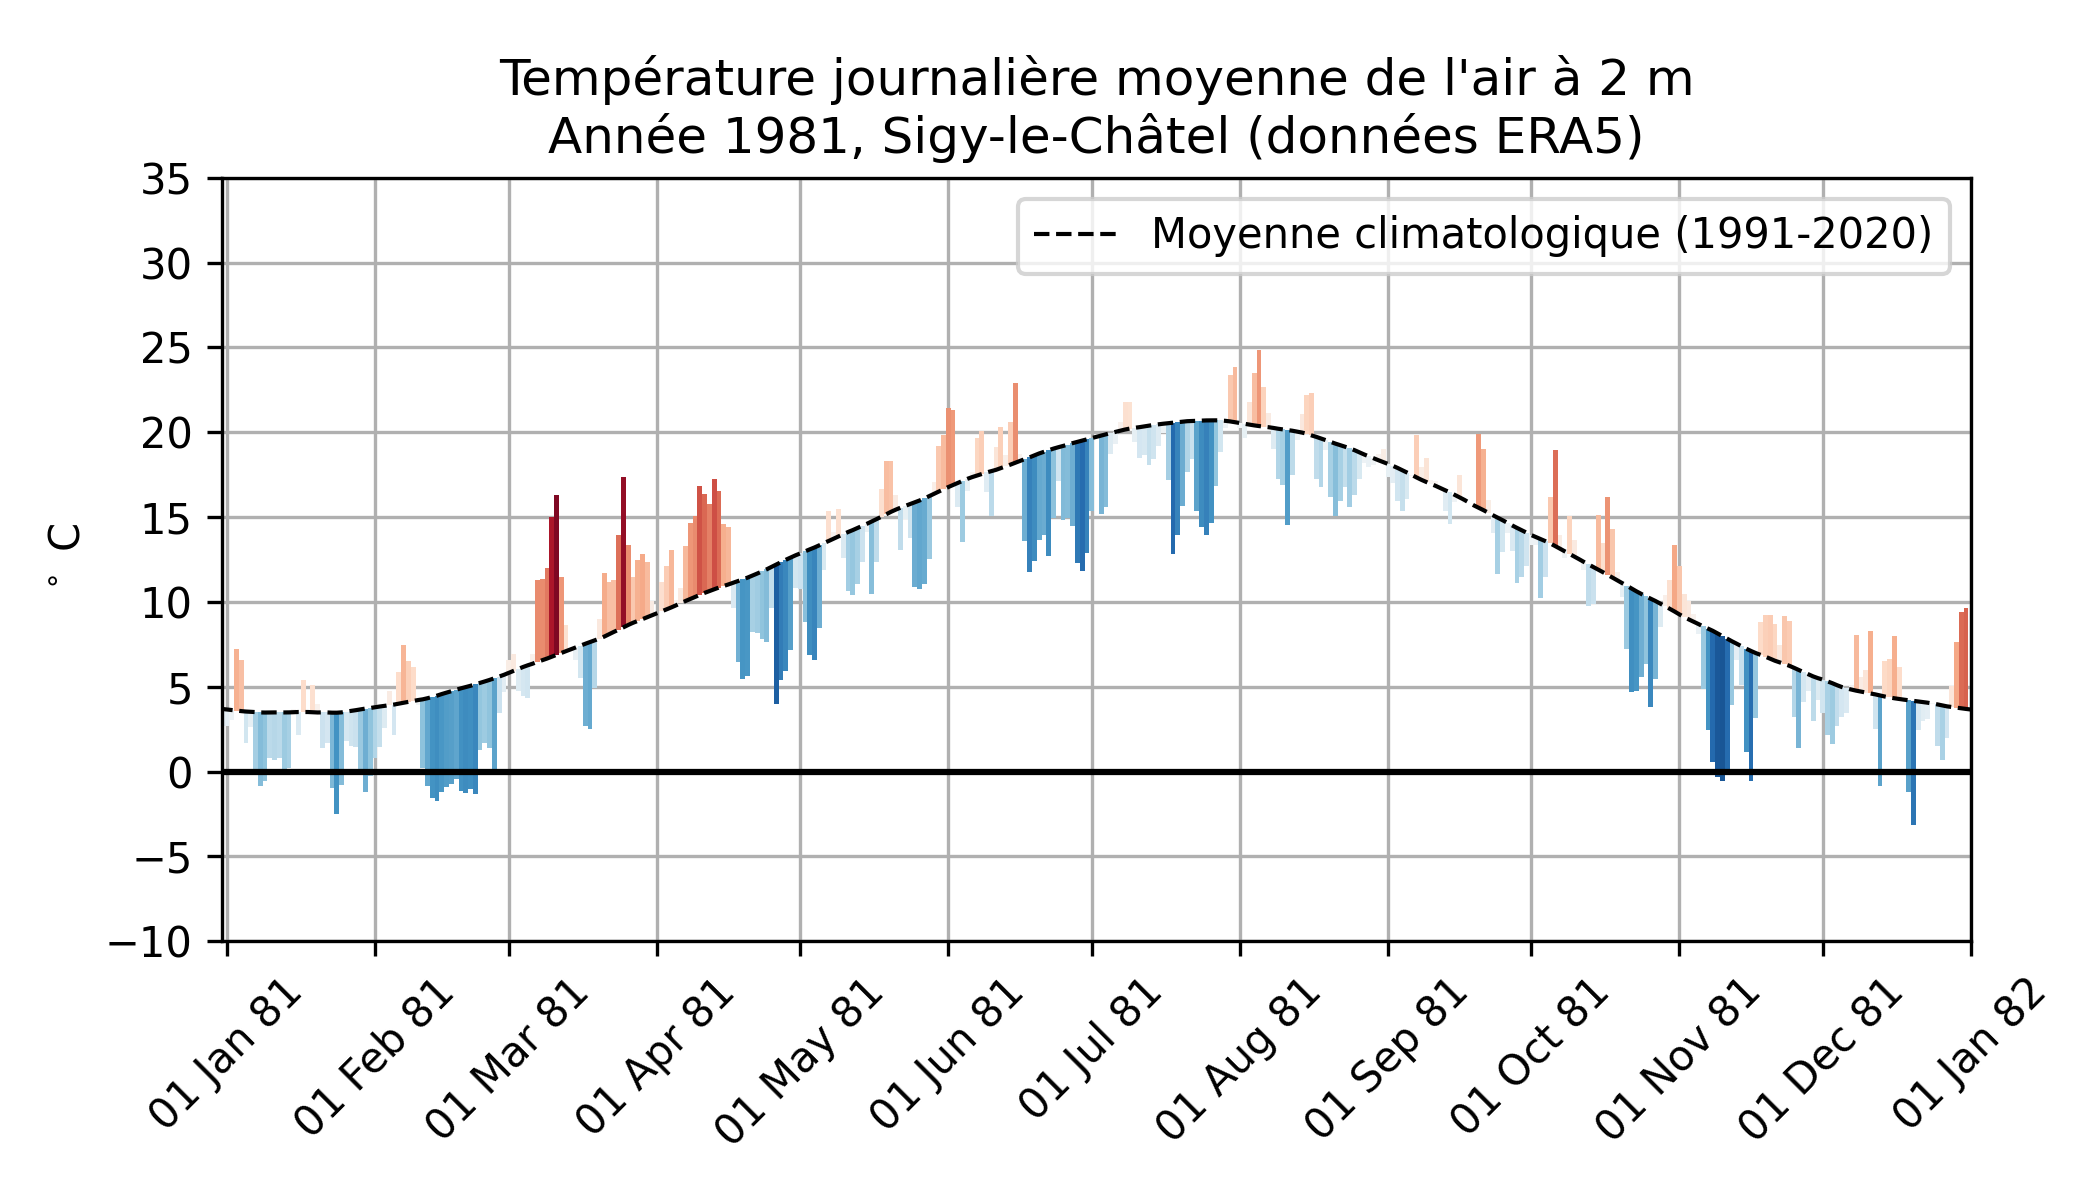 Température journalière moyenne de l'air à 2 m
Année 1981, Sigy-le-Châtel (données ERA5)
Moyenne climatologique (1991-2020)
° C
35
30
25
20
15
10
5
0
−5
−10
01 Jan 81
01 Feb 81
01 Mar 81
01 Apr 81
01 May 81
01 Jun 81
01 Jul 81
01 Aug 81
01 Sep 81
01 Oct 81
01 Nov 81
01 Dec 81
01 Jan 82